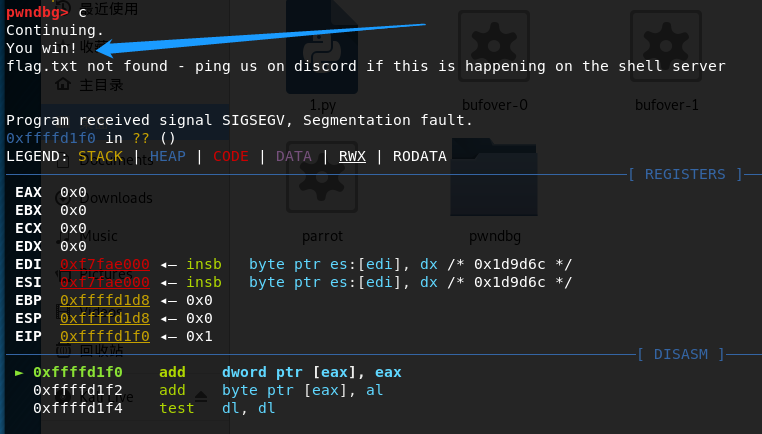 pwndbg> c
最近使用
Continuing.
You win!
flag.txt not found - ping us on discord if this is happening on the shell server
主目录
1.py
bufover-0
bufover-1
Program received signal SIGSEGV, Segmentation fault.
0xffffd1f0 in ?? ()
LEGEND: STACK | HEAP | CODE | DATA | RWX | RODATA
[ REGISTERS ]
EAX  0x0
Downloads
EBX  0x0
ECX  0x0
Music
parrot
pwndbg
EDX  0x0
EDI  0xf7fae000 ◂— insb   byte ptr es:[edi], dx /* 0x1d9d6c */
ESI  0xf7fae000 ◂— insb   byte ptr es:[edi], dx /* 0x1d9d6c */
EBP  0xffffd1d8 ◂— 0x0
ESP  0xffffd1d8 ◂— 0x0
EIP  0xffffd1f0 ◂— 0x1
回收站
[ DISASM ]
► 0xffffd1f0    add    dword ptr [eax], eax
0xffffd1f2    add    byte ptr [eax], al
0xffffd1f4    test   dl, dl